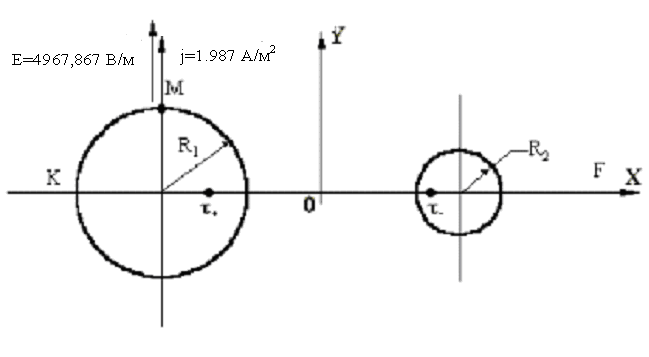 E=4967,867 В/м
j=1.987 А/м²
Y
M
R₁
R₂
K
F
X
τ₊
0
τ₋